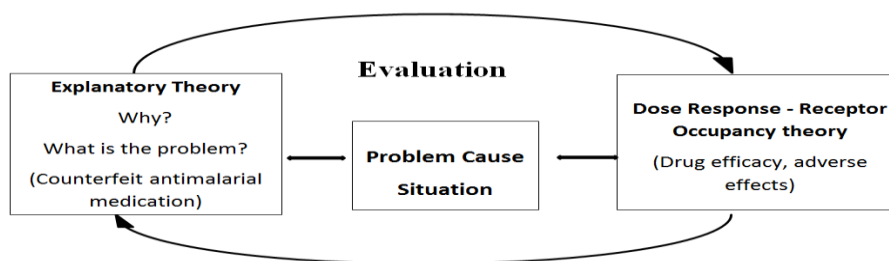 Evaluation
Explanatory Theory
Why?
What is the problem?
(Counterfeit antimalarial
medication)
Problem Cause
Situation
Dose Response - Receptor
Occupancy theory
(Drug efficacy, adverse
effects)